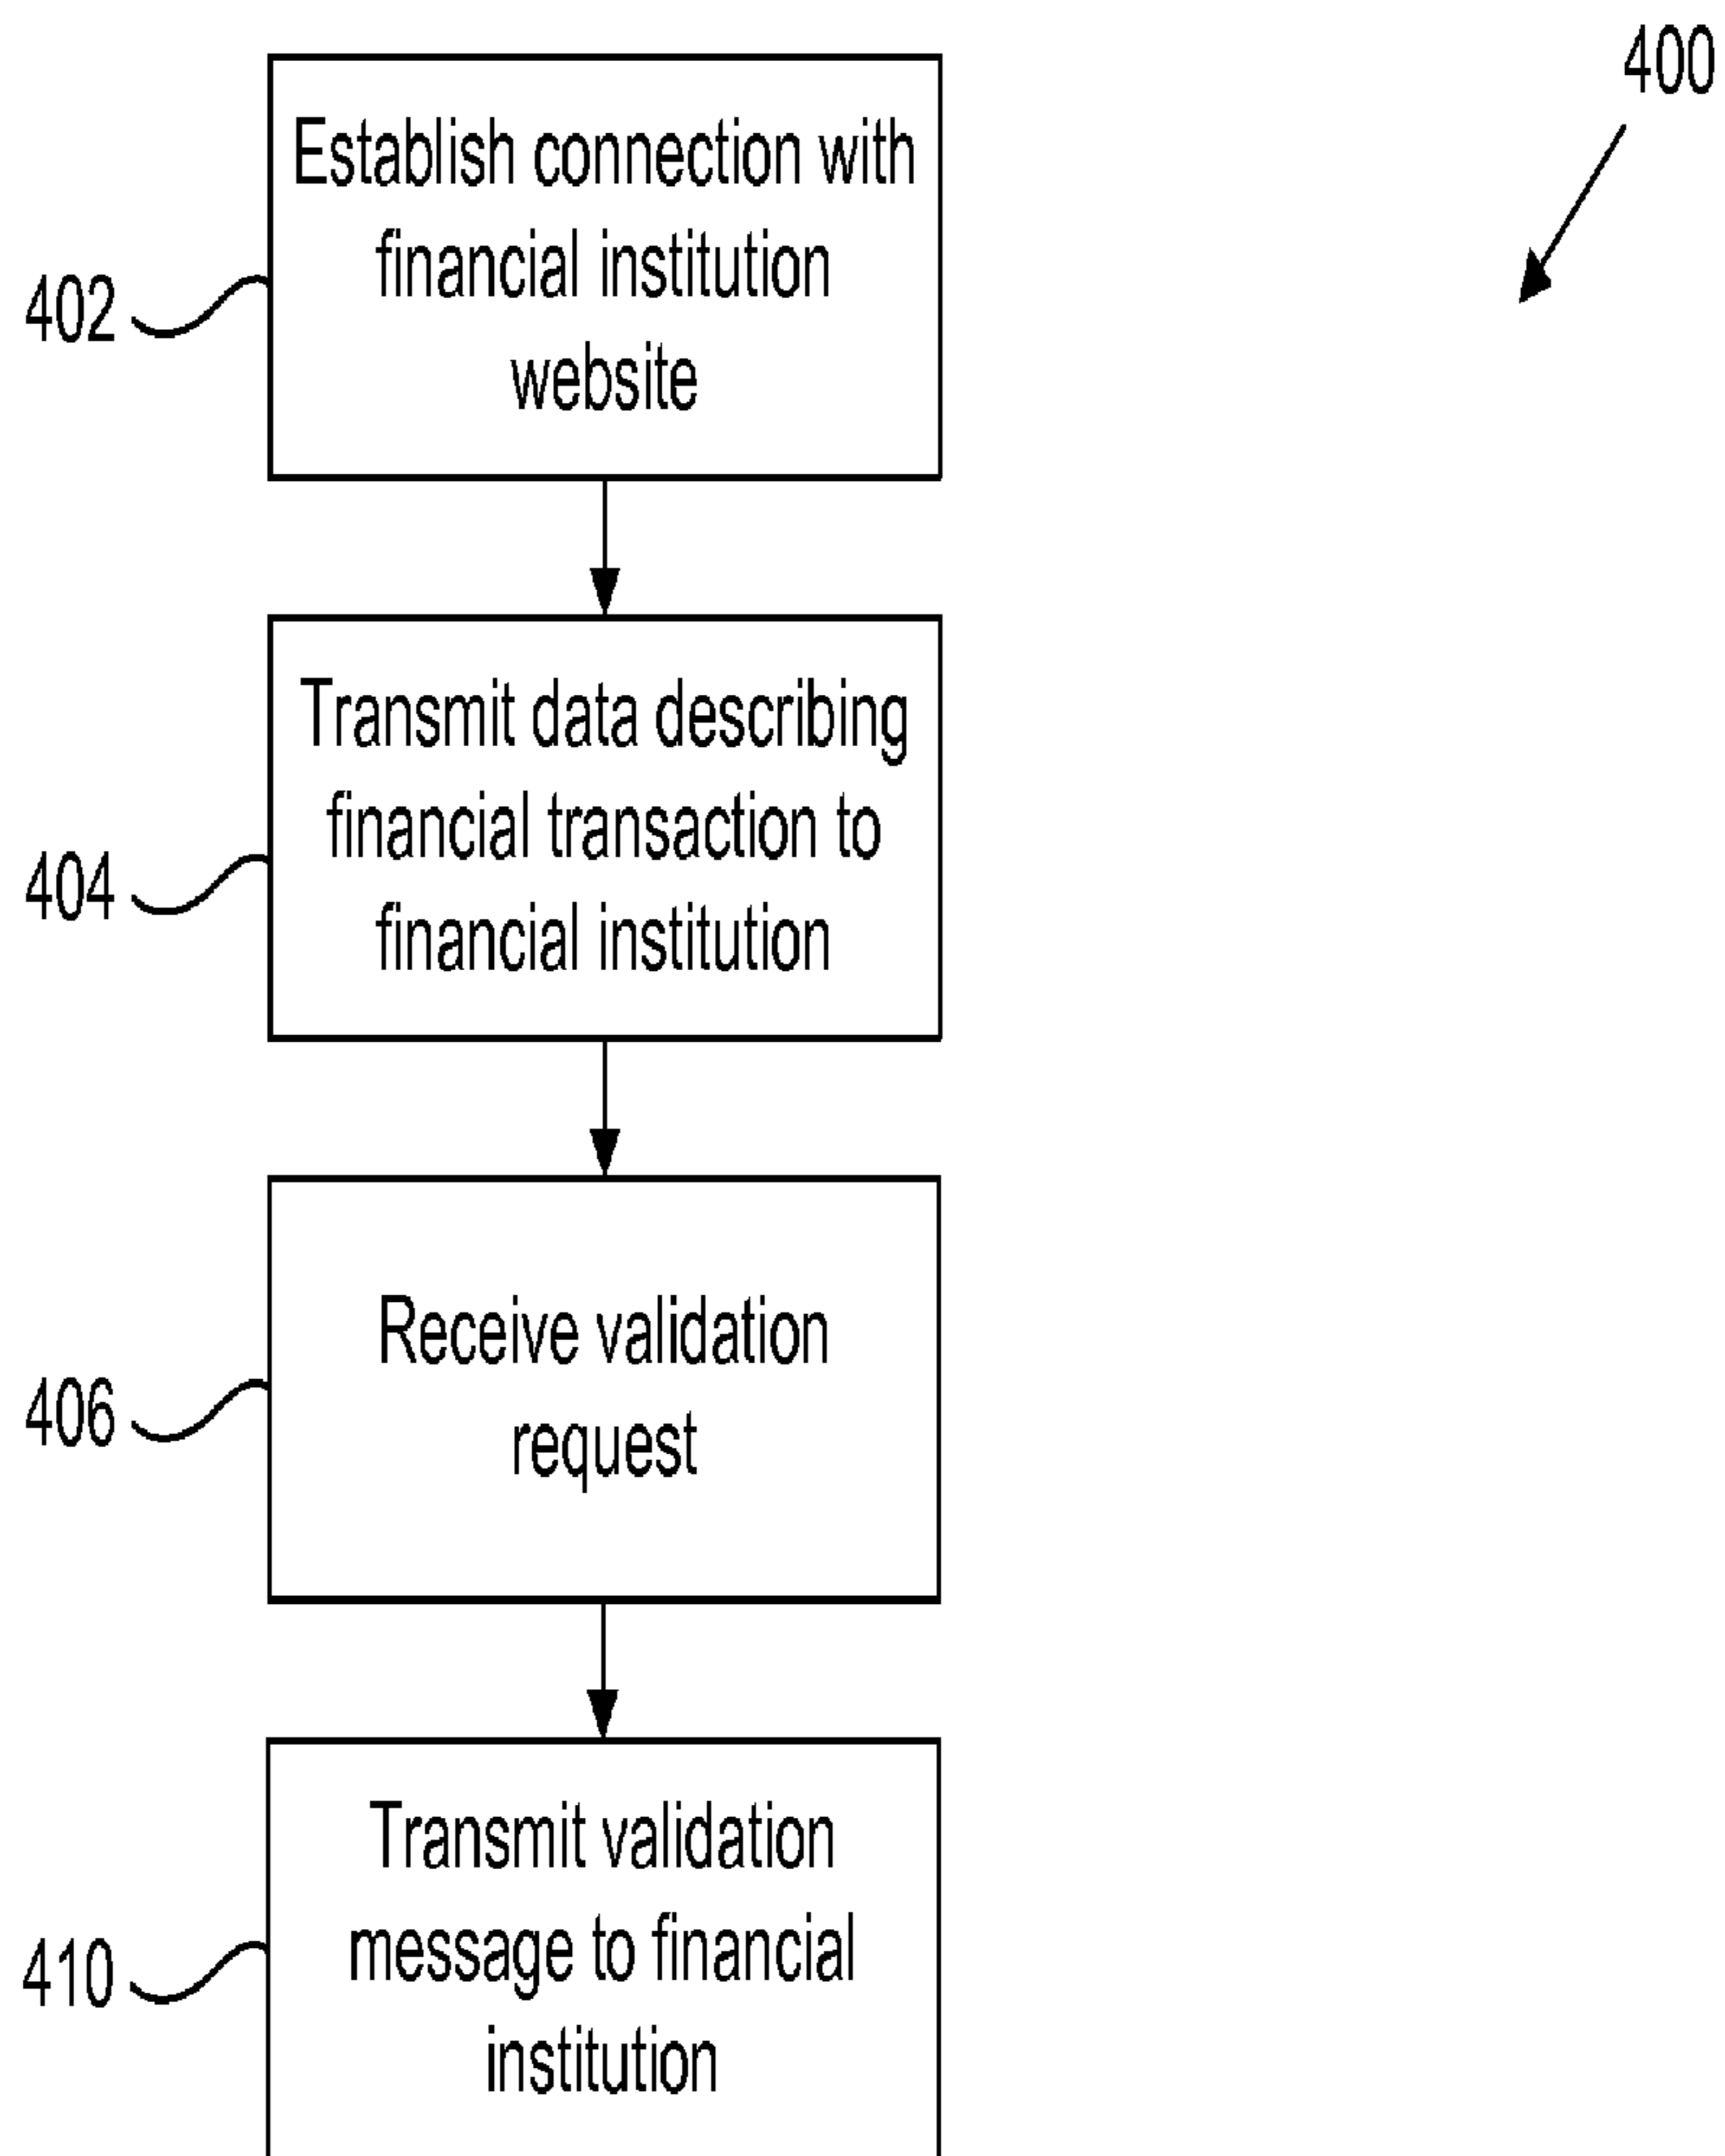 400
Establish connection with
financial institution
website
402
Transmit data describing
financial transaction to
financial institution
404
Receive validation
request
406
Transmit validation
message to financial
institution
410